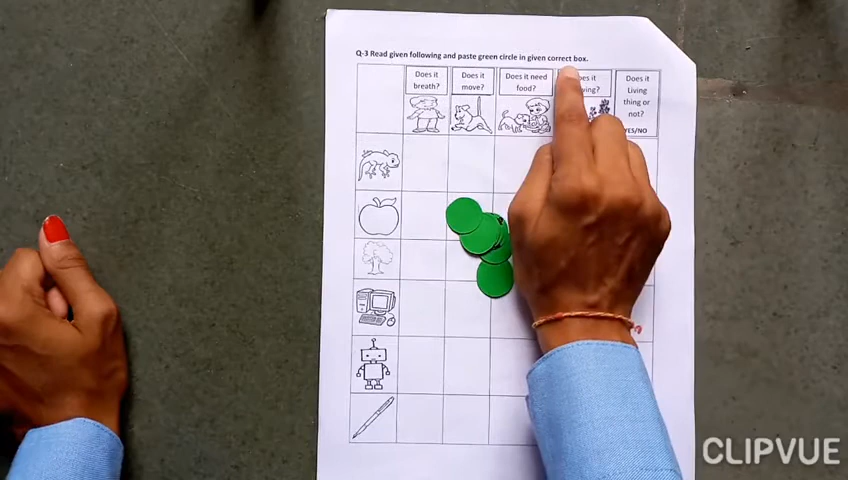 Q-3 Read given following and paste green circle in given correct box.
Does it
breath?
Does it
move?
Does it need
food?
Does it
Living
thing or
not?
YES/NO
CLIPVUE